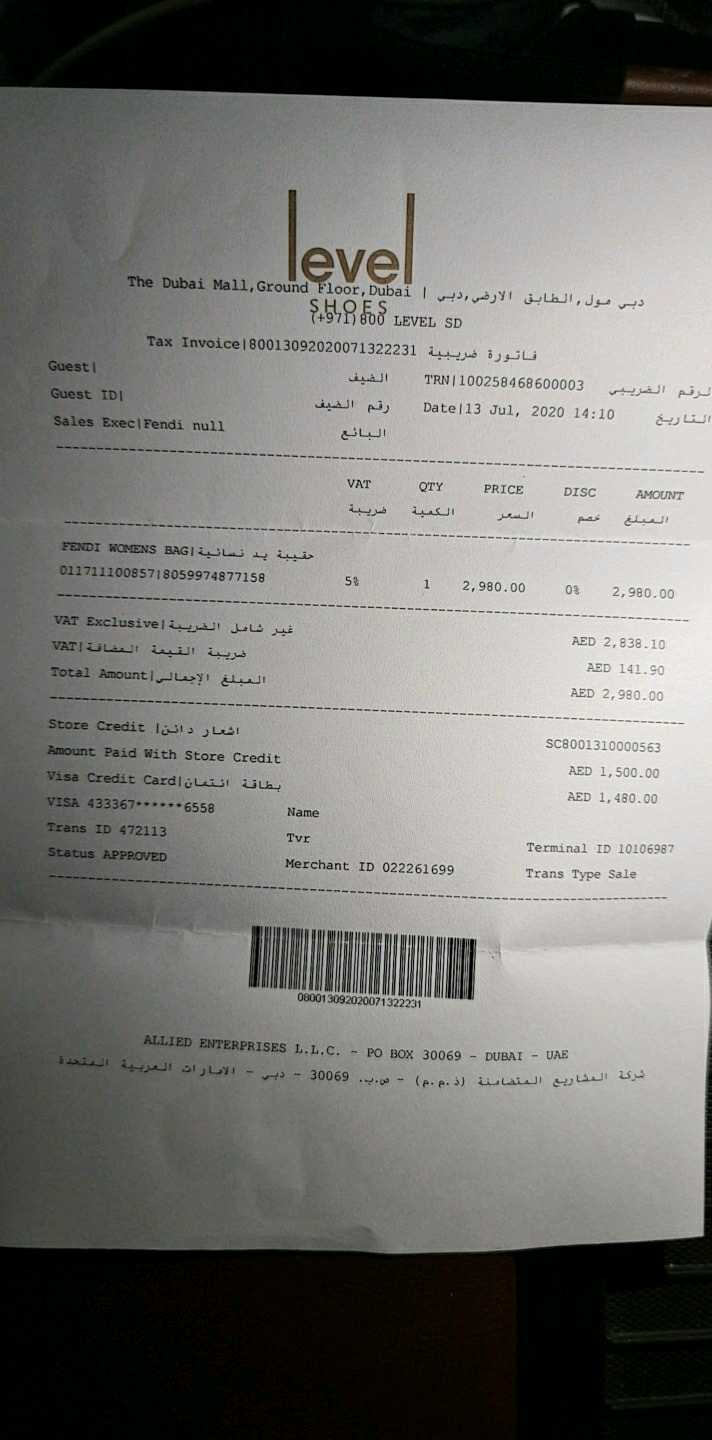 level
SHOES
The Dubai Mall,Ground Floor,Dubai | دبي مول,الطابق الارضي,دبي
(+971)800 LEVEL SD
Tax Invoice|80013092020071322231 فاتورة ضريبية
Guest| الضيف TRN|100258468600003 لرقم الضريبي
Guest ID| رقم الضيف Date|13 Jul, 2020 14:10 التاريخ
Sales Exec|Fendi null البائع
VAT QTY PRICE DISC AMOUNT
ضريبة الكمية السعر خصم المبلغ
FENDI WOMENS BAG|حقيبة يد نسائية
011711100857|8059974877158 5% 1 2,980.00 0% 2,980.00
VAT Exclusive|غير شامل الضريبة AED 2,838.10
VAT|ضريبة القيمة المضافة AED 141.90
Total Amount|المبلغ الإجمالي AED 2,980.00
Store Credit |اشعار دائن SC8001310000563
Amount Paid With Store Credit AED 1,500.00
Visa Credit Card|بطاقة ائتمان AED 1,480.00
VISA 433367******6558 Name
Trans ID 472113 Tvr Terminal ID 10106987
Status APPROVED Merchant ID 022261699 Trans Type Sale
080013092020071322231
ALLIED ENTERPRISES L.L.C. - PO BOX 30069 - DUBAI - UAE
شركة المشاريع المتضامنة (ذ.م.م) - ص.ب. 30069 - دبي - الامارات العربية المتحدة